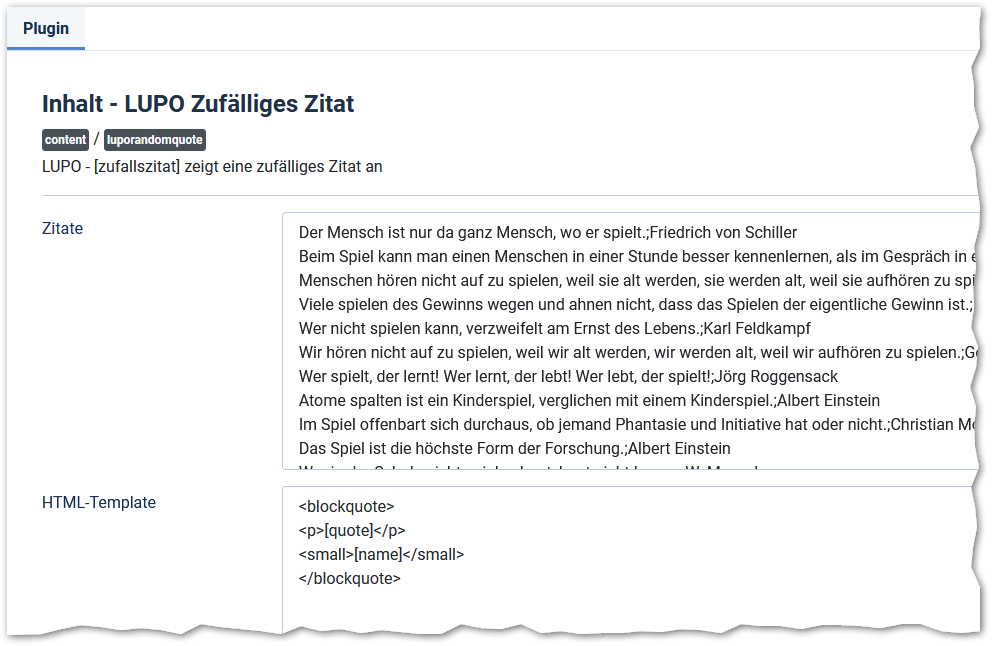 Plugin
Inhalt - LUPO Zufälliges Zitat
content / luporandomquote
LUPO - [zufallszitat] zeigt eine zufälliges Zitat an
Zitate
Der Mensch ist nur da ganz Mensch, wo er spielt.;Friedrich von Schiller
Beim Spiel kann man einen Menschen in einer Stunde besser kennenlernen, als im Gespräch in
Menschen hören nicht auf zu spielen, weil sie alt werden, sie werden alt, weil sie aufhören zu
Viele spielen des Gewinns wegen und ahnen nicht, dass das Spielen der eigentliche Gewinn ist.;
Wer nicht spielen kann, verzweifelt am Ernst des Lebens.;Karl Feldkampf
Wir hören nicht auf zu spielen, weil wir alt werden, wir werden alt, weil wir aufhören zu spielen.;
Wer spielt, der lernt! Wer lernt, der lebt! Wer lebt, der spielt!;Jörg Roggensack
Atome spalten ist ein Kinderspiel, verglichen mit einem Kinderspiel.;Albert Einstein
Im Spiel offenbart sich durchaus, ob jemand Phantasie und Initiative hat oder nicht.;Christian
Das Spiel ist die höchste Form der Forschung.;Albert Einstein
HTML-Template
<blockquote>
<p>[quote]</p>
<small>[name]</small>
</blockquote>